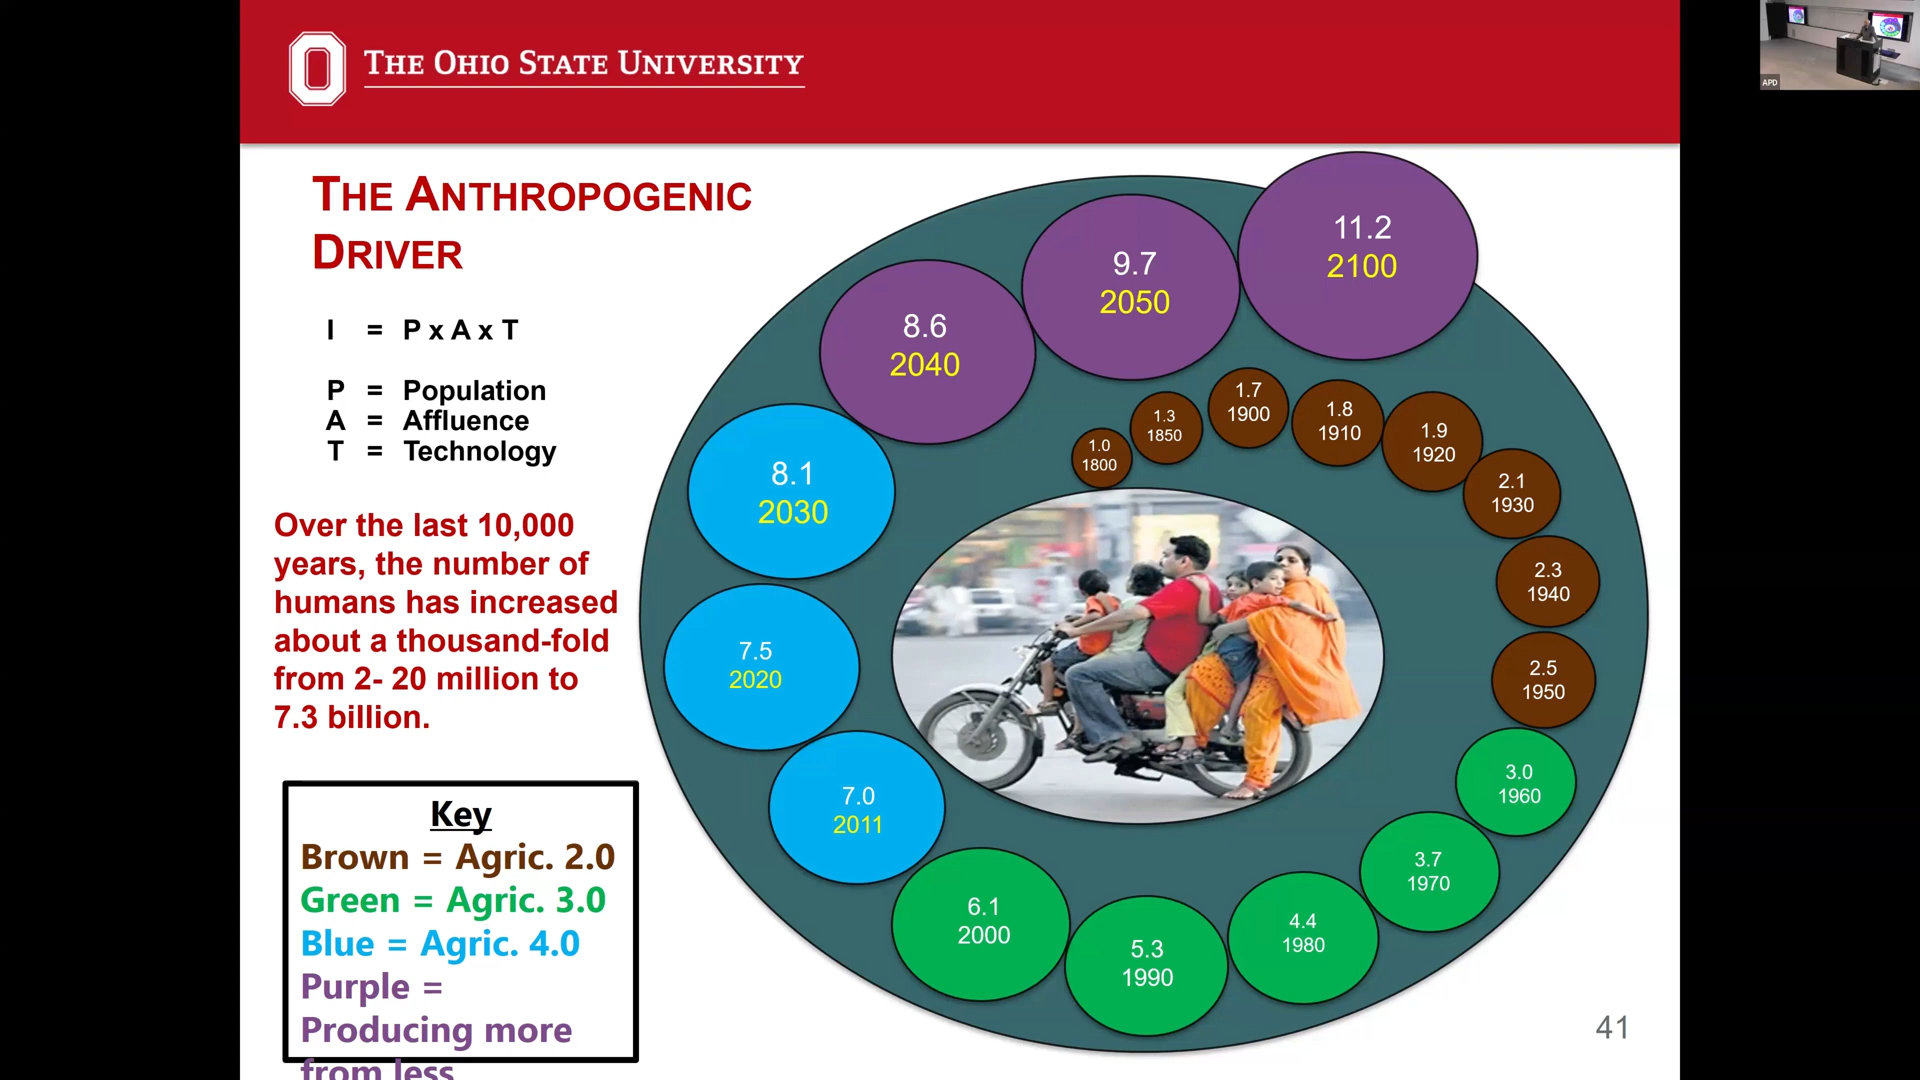 THE OHIO STATE UNIVERSITY
APD
THE ANTHROPOGENIC
DRIVER
I = P x A x T
P = Population
A = Affluence
T = Technology
Over the last 10,000
years, the number of
humans has increased
about a thousand-fold
from 2- 20 million to
7.3 billion.
Key
Brown = Agric. 2.0
Green = Agric. 3.0
Blue = Agric. 4.0
Purple =
Producing more
from less
1.0
1800
1.3
1850
1.7
1900
1.8
1910
1.9
1920
2.1
1930
2.3
1940
2.5
1950
3.0
1960
3.7
1970
4.4
1980
5.3
1990
6.1
2000
7.0
2011
7.5
2020
8.1
2030
8.6
2040
9.7
2050
11.2
2100
41